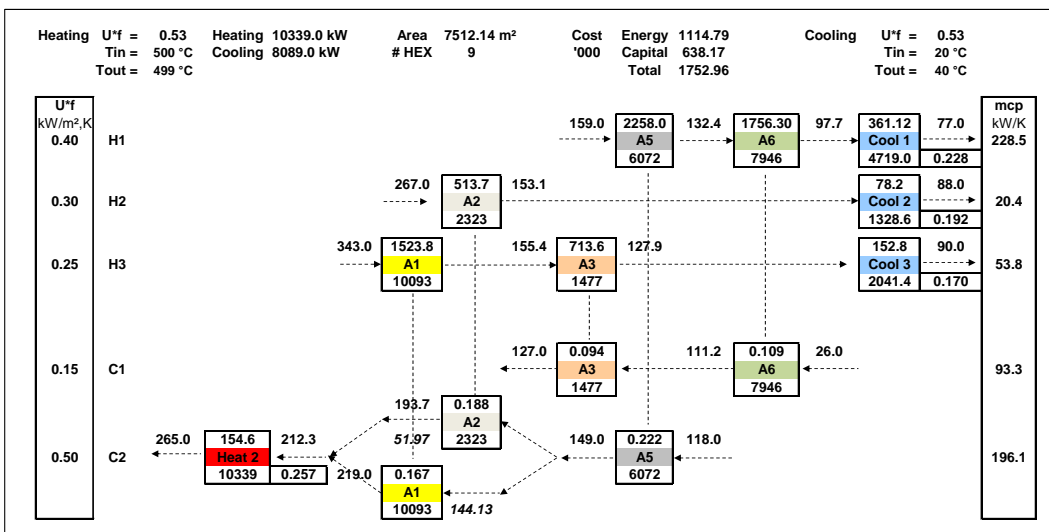 Heating U*f = 0.53 Heating 10339.0 kW Area 7512.14 m² Cost Energy 1114.79 Cooling U*f = 0.53
Tin = 500 °C Cooling 8089.0 kW # HEX 9 '000 Capital 638.17 Tin = 20 °C
Tout = 499 °C Total 1752.96 Tout = 40 °C
U*f mcp
kW/m²,K kW/K
159.0 2258.0 132.4 1756.30 97.7 361.12 77.0
0.40 H1 A5 A6 Cool 1 228.5
6072 7946 4719.0 0.228
267.0 513.7 153.1 78.2 88.0
0.30 H2 A2 Cool 2 20.4
2323 1328.6 0.192
343.0 1523.8 155.4 713.6 127.9 152.8 90.0
0.25 H3 A1 A3 Cool 3 53.8
10093 1477 2041.4 0.170
127.0 0.094 111.2 0.109 26.0
0.15 C1 A3 A6 93.3
1477 7946
193.7 0.188
A2
265.0 154.6 212.3 51.97 2323 149.0 0.222 118.0
0.50 C2 Heat 2 A5 196.1
10339 0.257 219.0 0.167 6072
A1
10093 144.13